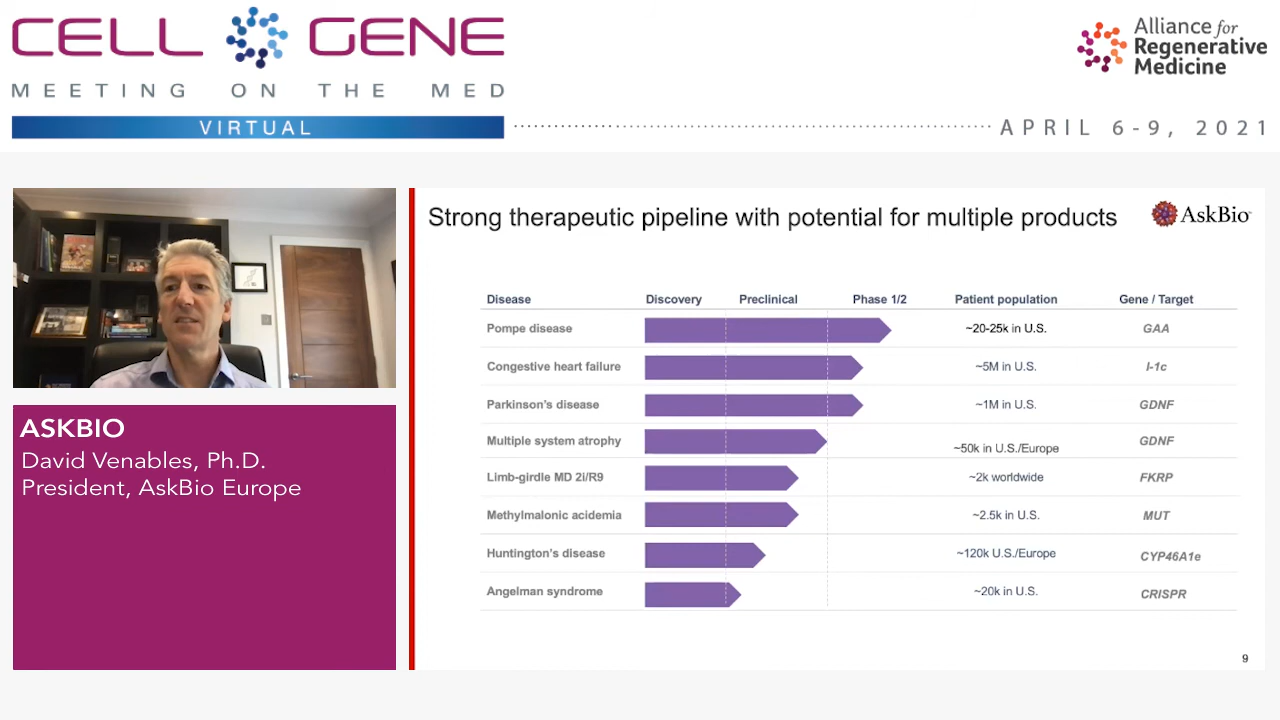 CELL GENE
MEETING ON THE MED
VIRTUAL
Alliance for
Regenerative
Medicine
APRIL 6-9, 2021
ASKBIO
David Venables, Ph.D.
President, AskBio Europe
Strong therapeutic pipeline with potential for multiple products
AskBio
Disease Discovery Preclinical Phase 1/2 Patient population Gene / Target
Pompe disease ~20-25k in U.S. GAA
Congestive heart failure ~5M in U.S. I-1c
Parkinson's disease ~1M in U.S. GDNF
Multiple system atrophy ~50k in U.S./Europe GDNF
Limb-girdle MD 2i/R9 ~2k worldwide FKRP
Methylmalonic acidemia ~2.5k in U.S. MUT
Huntington's disease ~120k U.S./Europe CYP46A1e
Angelman syndrome ~20k in U.S. CRISPR
9